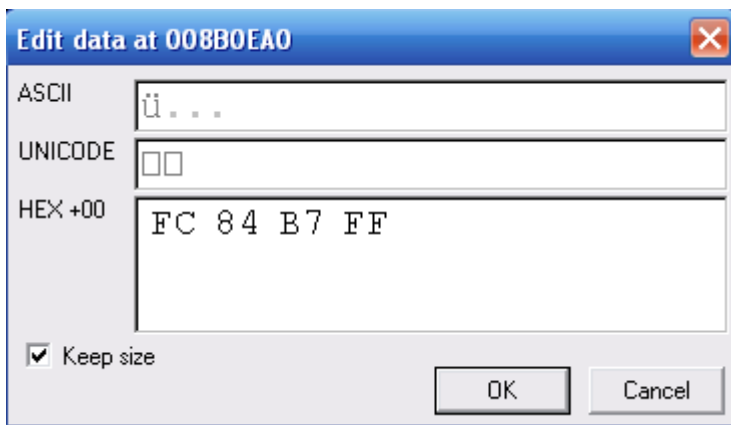 Edit data at 008B0EA0
ASCII ü...
UNICODE □□
HEX +00 FC 84 B7 FF
Keep size
OK Cancel